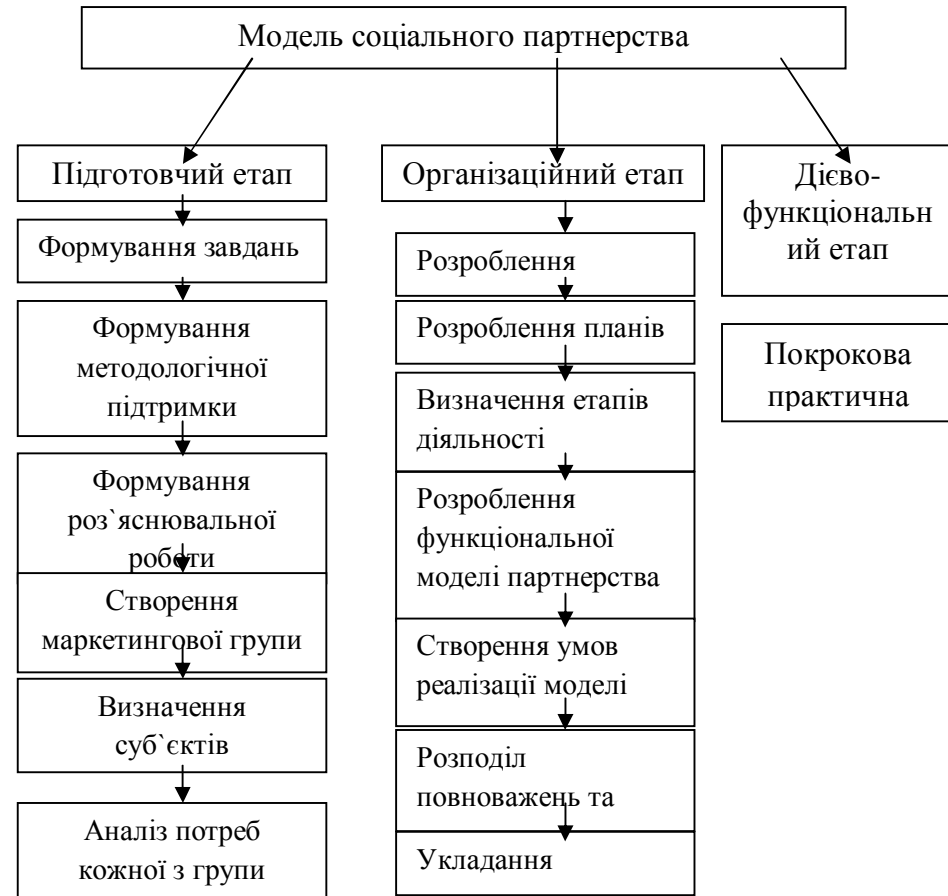 Модель соціального партнерства
Підготовчий етап
Формування завдань
Формування
методологічної
підтримки
Формування
роз`яснювальної
роботи
Створення
маркетингової групи
Визначення
суб`єктів
Аналіз потреб
кожної з групи
Організаційний етап
Розроблення
Розроблення планів
Визначення етапів
діяльності
Розроблення
функціональної
моделі партнерства
Створення умов
реалізації моделі
Розподіл
повноважень та
Укладання
Дієво-
функціональн
ий етап
Покрокова
практична